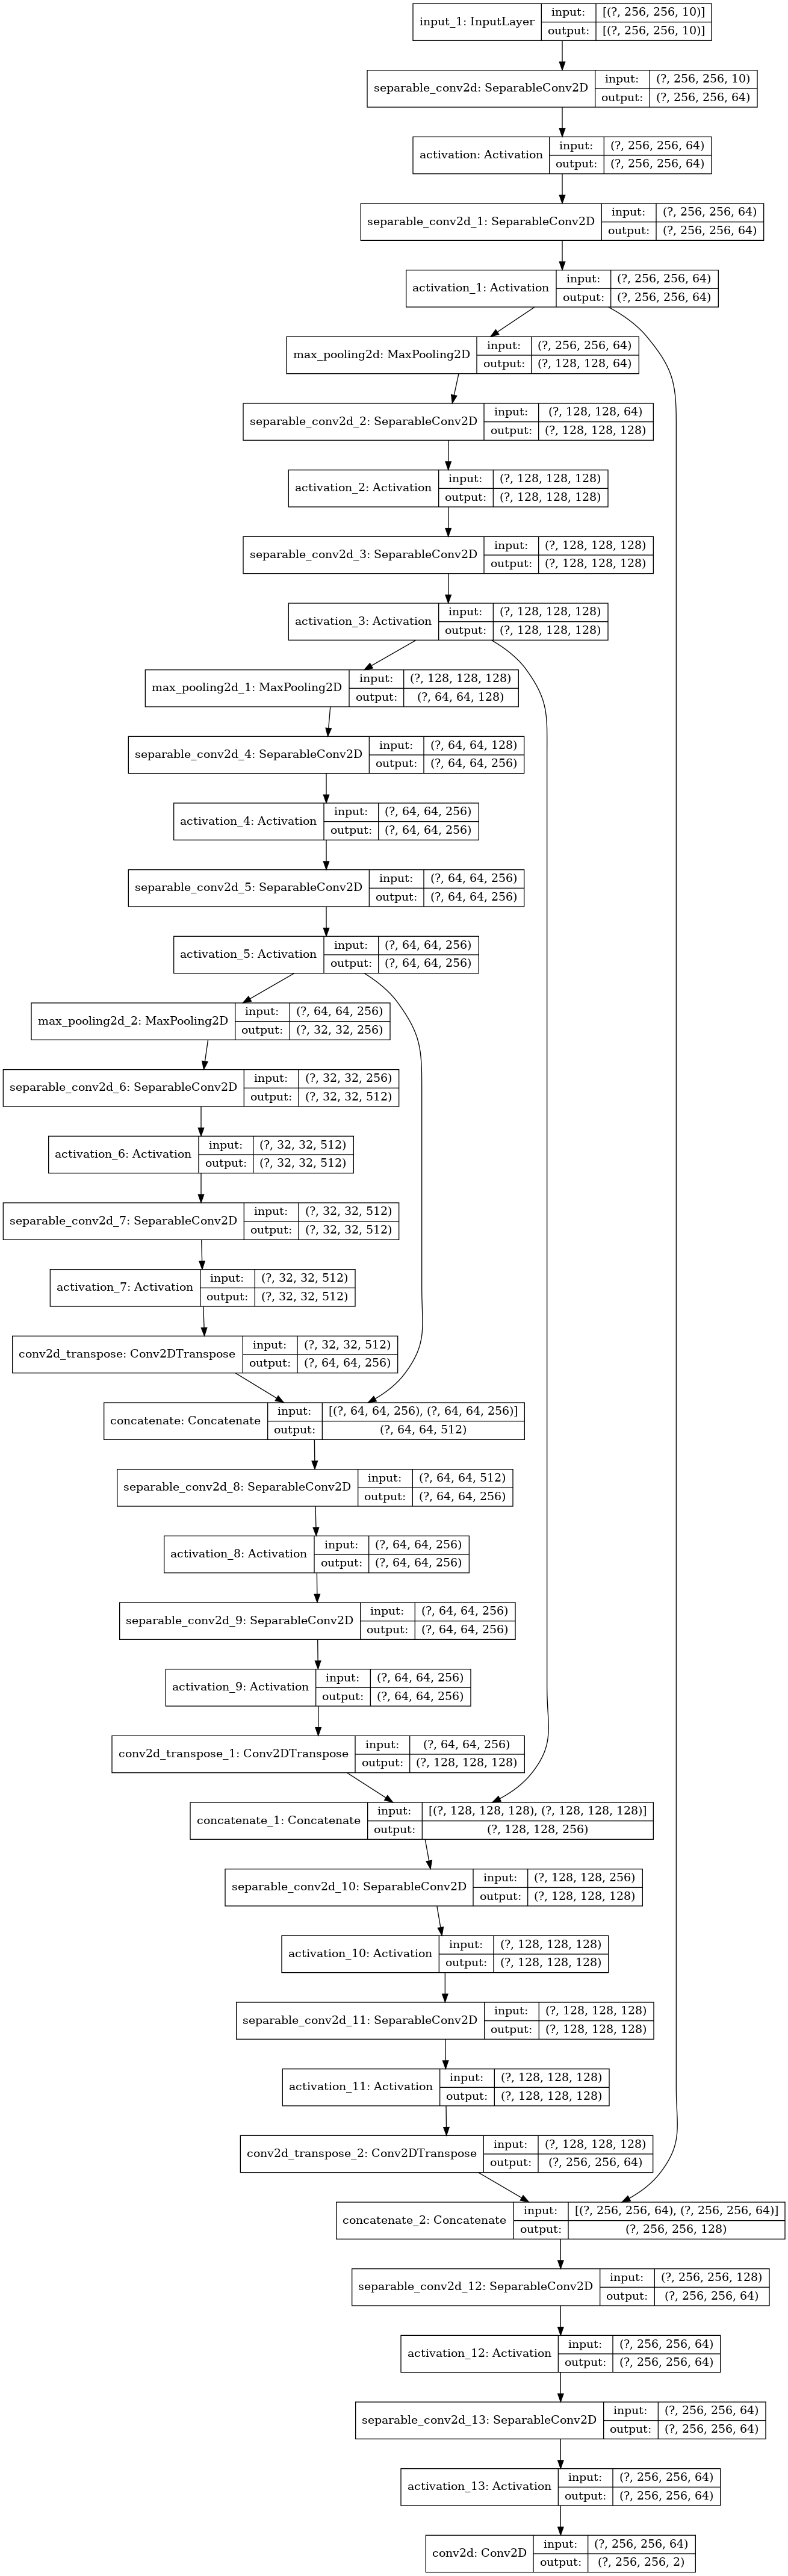 input_1: InputLayer
input: [(?, 256, 256, 10)]
output: [(?, 256, 256, 10)]
separable_conv2d: SeparableConv2D
input: (?, 256, 256, 10)
output: (?, 256, 256, 64)
activation: Activation
input: (?, 256, 256, 64)
output: (?, 256, 256, 64)
separable_conv2d_1: SeparableConv2D
input: (?, 256, 256, 64)
output: (?, 256, 256, 64)
activation_1: Activation
input: (?, 256, 256, 64)
output: (?, 256, 256, 64)
max_pooling2d: MaxPooling2D
input: (?, 256, 256, 64)
output: (?, 128, 128, 64)
separable_conv2d_2: SeparableConv2D
input: (?, 128, 128, 64)
output: (?, 128, 128, 128)
activation_2: Activation
input: (?, 128, 128, 128)
output: (?, 128, 128, 128)
separable_conv2d_3: SeparableConv2D
input: (?, 128, 128, 128)
output: (?, 128, 128, 128)
activation_3: Activation
input: (?, 128, 128, 128)
output: (?, 128, 128, 128)
max_pooling2d_1: MaxPooling2D
input: (?, 128, 128, 128)
output: (?, 64, 64, 128)
separable_conv2d_4: SeparableConv2D
input: (?, 64, 64, 128)
output: (?, 64, 64, 256)
activation_4: Activation
input: (?, 64, 64, 256)
output: (?, 64, 64, 256)
separable_conv2d_5: SeparableConv2D
input: (?, 64, 64, 256)
output: (?, 64, 64, 256)
activation_5: Activation
input: (?, 64, 64, 256)
output: (?, 64, 64, 256)
max_pooling2d_2: MaxPooling2D
input: (?, 64, 64, 256)
output: (?, 32, 32, 256)
separable_conv2d_6: SeparableConv2D
input: (?, 32, 32, 256)
output: (?, 32, 32, 512)
activation_6: Activation
input: (?, 32, 32, 512)
output: (?, 32, 32, 512)
separable_conv2d_7: SeparableConv2D
input: (?, 32, 32, 512)
output: (?, 32, 32, 512)
activation_7: Activation
input: (?, 32, 32, 512)
output: (?, 32, 32, 512)
conv2d_transpose: Conv2DTranspose
input: (?, 32, 32, 512)
output: (?, 64, 64, 256)
concatenate: Concatenate
input: [(?, 64, 64, 256), (?, 64, 64, 256)]
output: (?, 64, 64, 512)
separable_conv2d_8: SeparableConv2D
input: (?, 64, 64, 512)
output: (?, 64, 64, 256)
activation_8: Activation
input: (?, 64, 64, 256)
output: (?, 64, 64, 256)
separable_conv2d_9: SeparableConv2D
input: (?, 64, 64, 256)
output: (?, 64, 64, 256)
activation_9: Activation
input: (?, 64, 64, 256)
output: (?, 64, 64, 256)
conv2d_transpose_1: Conv2DTranspose
input: (?, 64, 64, 256)
output: (?, 128, 128, 128)
concatenate_1: Concatenate
input: [(?, 128, 128, 128), (?, 128, 128, 128)]
output: (?, 128, 128, 256)
separable_conv2d_10: SeparableConv2D
input: (?, 128, 128, 256)
output: (?, 128, 128, 128)
activation_10: Activation
input: (?, 128, 128, 128)
output: (?, 128, 128, 128)
separable_conv2d_11: SeparableConv2D
input: (?, 128, 128, 128)
output: (?, 128, 128, 128)
activation_11: Activation
input: (?, 128, 128, 128)
output: (?, 128, 128, 128)
conv2d_transpose_2: Conv2DTranspose
input: (?, 128, 128, 128)
output: (?, 256, 256, 64)
concatenate_2: Concatenate
input: [(?, 256, 256, 64), (?, 256, 256, 64)]
output: (?, 256, 256, 128)
separable_conv2d_12: SeparableConv2D
input: (?, 256, 256, 128)
output: (?, 256, 256, 64)
activation_12: Activation
input: (?, 256, 256, 64)
output: (?, 256, 256, 64)
separable_conv2d_13: SeparableConv2D
input: (?, 256, 256, 64)
output: (?, 256, 256, 64)
activation_13: Activation
input: (?, 256, 256, 64)
output: (?, 256, 256, 64)
conv2d: Conv2D
input: (?, 256, 256, 64)
output: (?, 256, 256, 2)